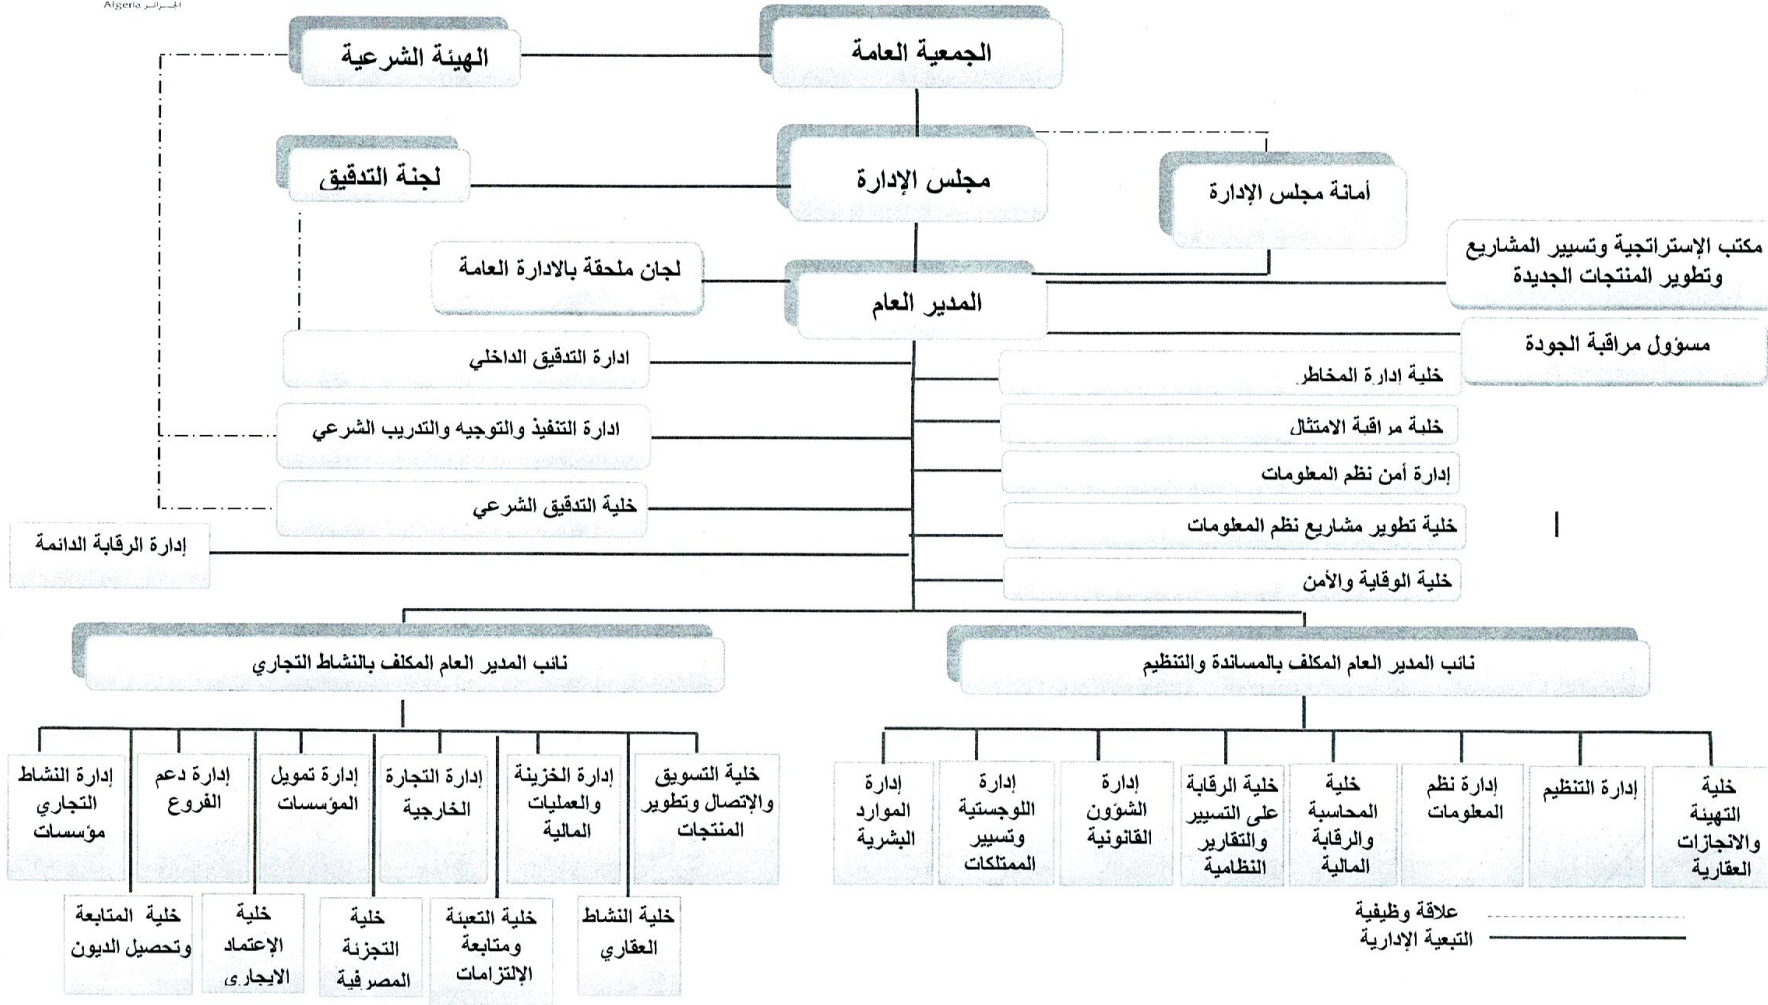 Algeria الجـزائـر
الجمعية العامة
الهيئة الشرعية
مجلس الإدارة
لجنة التدقيق
أمانة مجلس الإدارة
مكتب الإستراتجية وتسيير المشاريع
وتطوير المنتجات الجديدة
لجان ملحقة بالادارة العامة
المدير العام
مسؤول مراقبة الجودة
ادارة التدقيق الداخلي
خلية إدارة المخاطر
ادارة التنفيذ والتوجيه والتدريب الشرعي
خلية مراقبة الامتثال
إدارة أمن نظم المعلومات
خلية التدقيق الشرعي
خلية تطوير مشاريع نظم المعلومات
إدارة الرقابة الدائمة
خلية الوقاية والأمن
نائب المدير العام المكلف بالمساندة والتنظيم
نائب المدير العام المكلف بالنشاط التجاري
خلية
التهيئة
والانجازات
العقارية
إدارة التنظيم
إدارة نظم
المعلومات
خلية
المحاسبة
والرقابة
المالية
خلية الرقابة
على التسيير
والتقارير
النظامية
إدارة
الشؤون
القانونية
إدارة
اللوجستية
وتسيير
الممتلكات
إدارة
الموارد
البشرية
خلية التسويق
والإتصال وتطوير
المنتجات
إدارة الخزينة
والعمليات
المالية
إدارة التجارة
الخارجية
إدارة تمويل
المؤسسات
إدارة دعم
الفروع
إدارة النشاط
التجاري
مؤسسات
خلية النشاط
العقاري
خلية التعبئة
ومتابعة
الإلتزامات
خلية
التجزئة
المصرفية
خلية
الإعتماد
الايجاري
خلية المتابعة
وتحصيل الديون
علاقة وظيفية
التبعية الإدارية